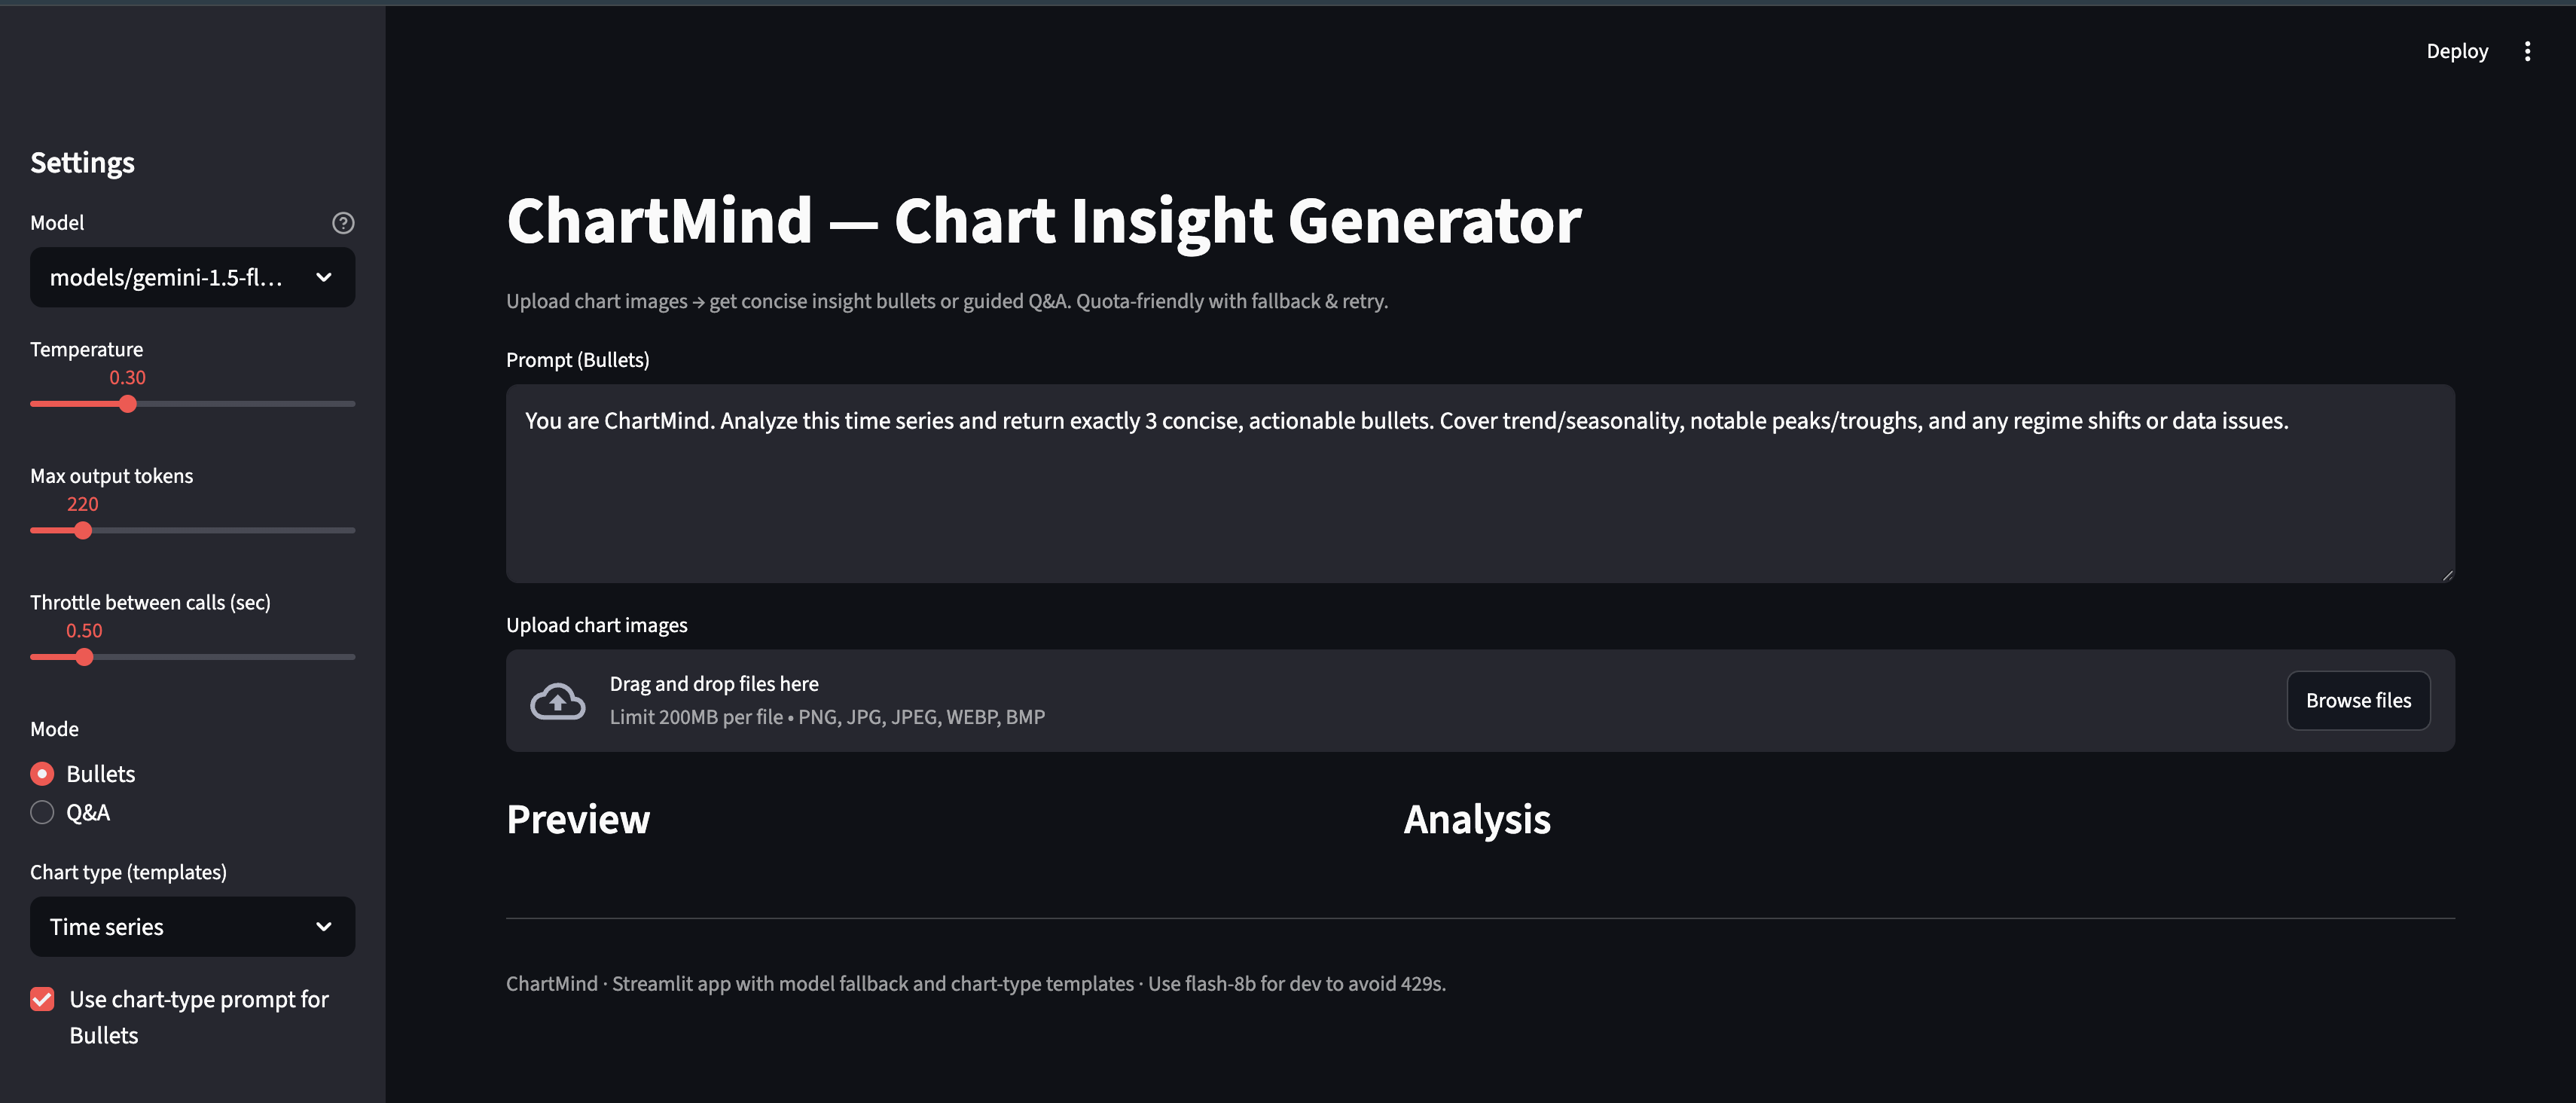 Deploy
Settings
Model
models/gemini-1.5-fl...
Temperature
0.30
Max output tokens
220
Throttle between calls (sec)
0.50
Mode
Bullets
Q&A
Chart type (templates)
Time series
Use chart-type prompt for
Bullets
ChartMind — Chart Insight Generator
Upload chart images → get concise insight bullets or guided Q&A. Quota-friendly with fallback & retry.
Prompt (Bullets)
You are ChartMind. Analyze this time series and return exactly 3 concise, actionable bullets. Cover trend/seasonality, notable peaks/troughs, and any regime shifts or data issues.
Upload chart images
Drag and drop files here
Limit 200MB per file • PNG, JPG, JPEG, WEBP, BMP
Browse files
Preview
Analysis
ChartMind · Streamlit app with model fallback and chart-type templates · Use flash-8b for dev to avoid 429s.